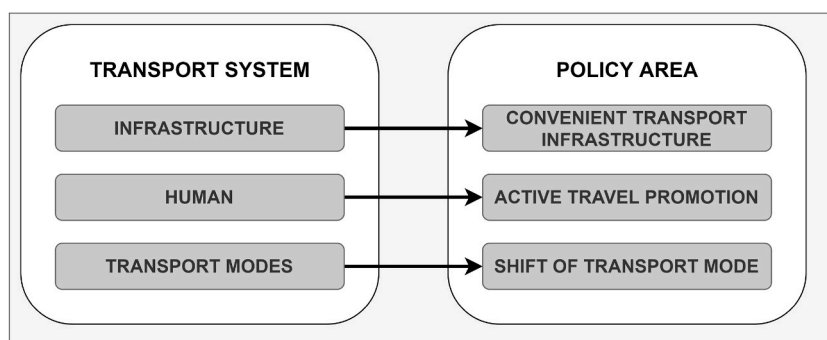 TRANSPORT SYSTEM
INFRASTRUCTURE
HUMAN
TRANSPORT MODES
POLICY AREA
CONVENIENT TRANSPORT
INFRASTRUCTURE
ACTIVE TRAVEL PROMOTION
SHIFT OF TRANSPORT MODE